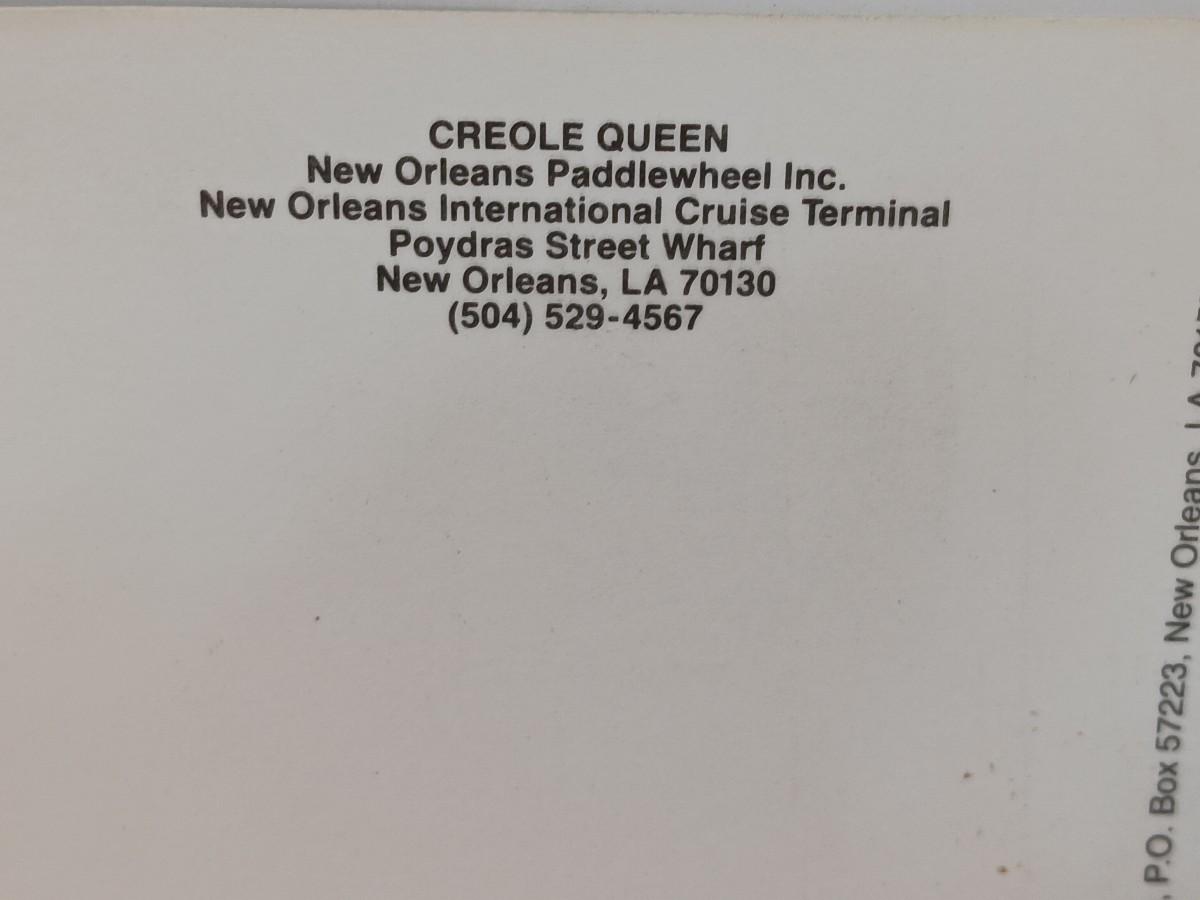 CREOLE QUEEN
New Orleans Paddlewheel Inc.
New Orleans International Cruise Terminal
Poydras Street Wharf
New Orleans, LA 70130
(504) 529-4567
, P.O. Box 57223, New Orleans, LA